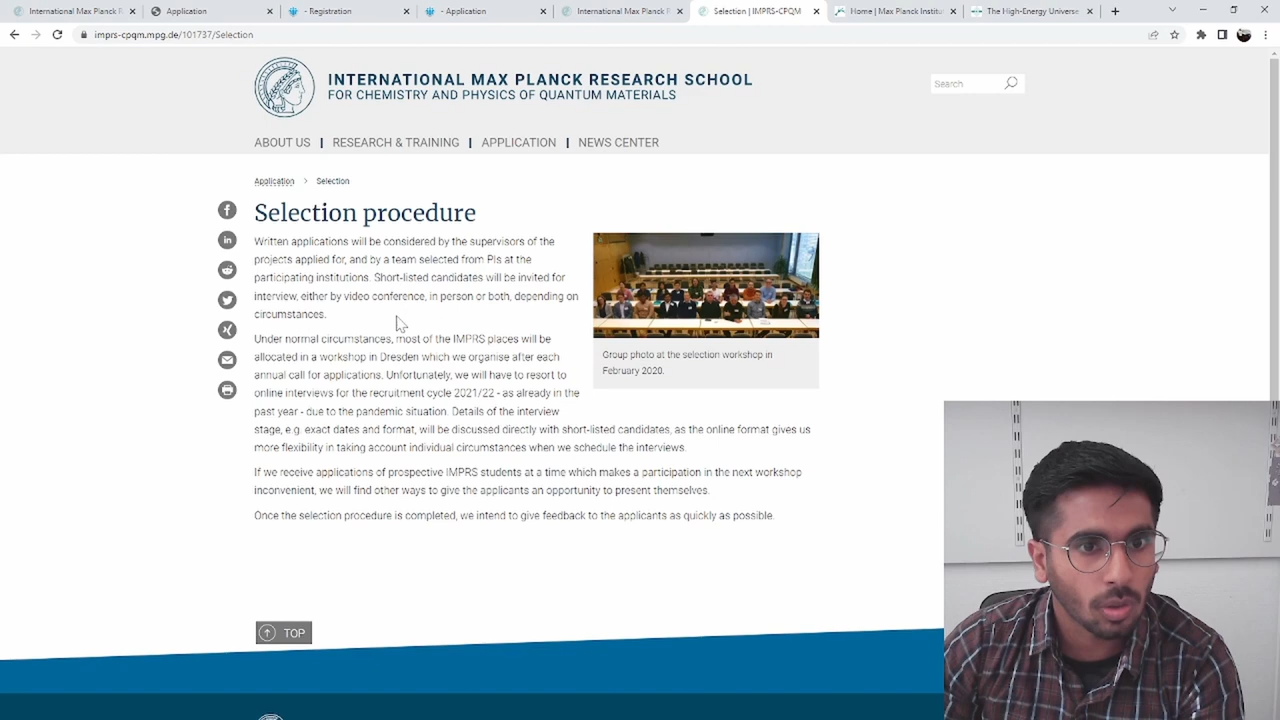 International Max Planck R
Application
- Registration
- Application
International Max Planck R
Selection | IMPRS-CPQM
Home | Max Planck Institu
The High-Energy Universe
imprs-cpqm.mpg.de/101737/Selection
INTERNATIONAL MAX PLANCK RESEARCH SCHOOL
FOR CHEMISTRY AND PHYSICS OF QUANTUM MATERIALS
Search
ABOUT US | RESEARCH & TRAINING | APPLICATION | NEWS CENTER
Application > Selection
Selection procedure
Written applications will be considered by the supervisors of the
projects applied for, and by a team selected from PIs at the
participating institutions. Short-listed candidates will be invited for
interview, either by video conference, in person or both, depending on
circumstances.
Under normal circumstances, most of the IMPRS places will be
allocated in a workshop in Dresden which we organise after each
annual call for applications. Unfortunately, we will have to resort to
online interviews for the recruitment cycle 2021/22 - as already in the
past year - due to the pandemic situation. Details of the interview
stage, e.g. exact dates and format, will be discussed directly with short-listed candidates, as the online format gives us
more flexibility in taking account individual circumstances when we schedule the interviews.
Group photo at the selection workshop in
February 2020.
If we receive applications of prospective IMPRS students at a time which makes a participation in the next workshop
inconvenient, we will find other ways to give the applicants an opportunity to present themselves.
Once the selection procedure is completed, we intend to give feedback to the applicants as quickly as possible.
TOP